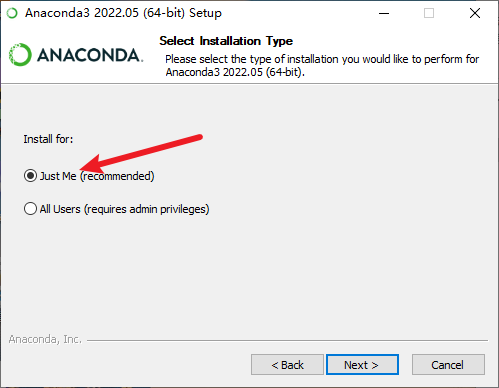 Anaconda3 2022.05 (64-bit) Setup
ANACONDA.
Select Installation Type
Please select the type of installation you would like to perform for
Anaconda3 2022.05 (64-bit).
Install for:
Just Me (recommended)
All Users (requires admin privileges)
Anaconda, Inc.
< Back
Next >
Cancel